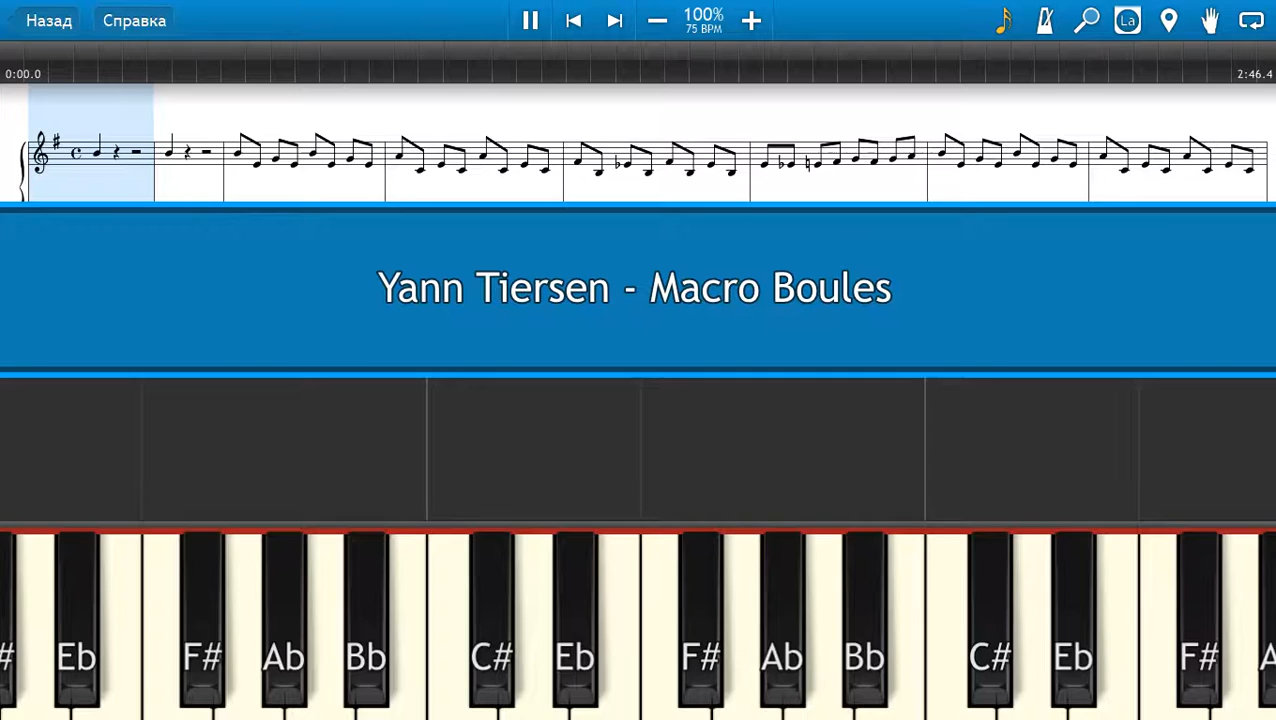 Назад Справка 100% La
75 BPM
0:00.0 2:46.4
Yann Tiersen - Macro Boules
# Eb F# Ab Bb C# Eb F# Ab Bb C# Eb F# A